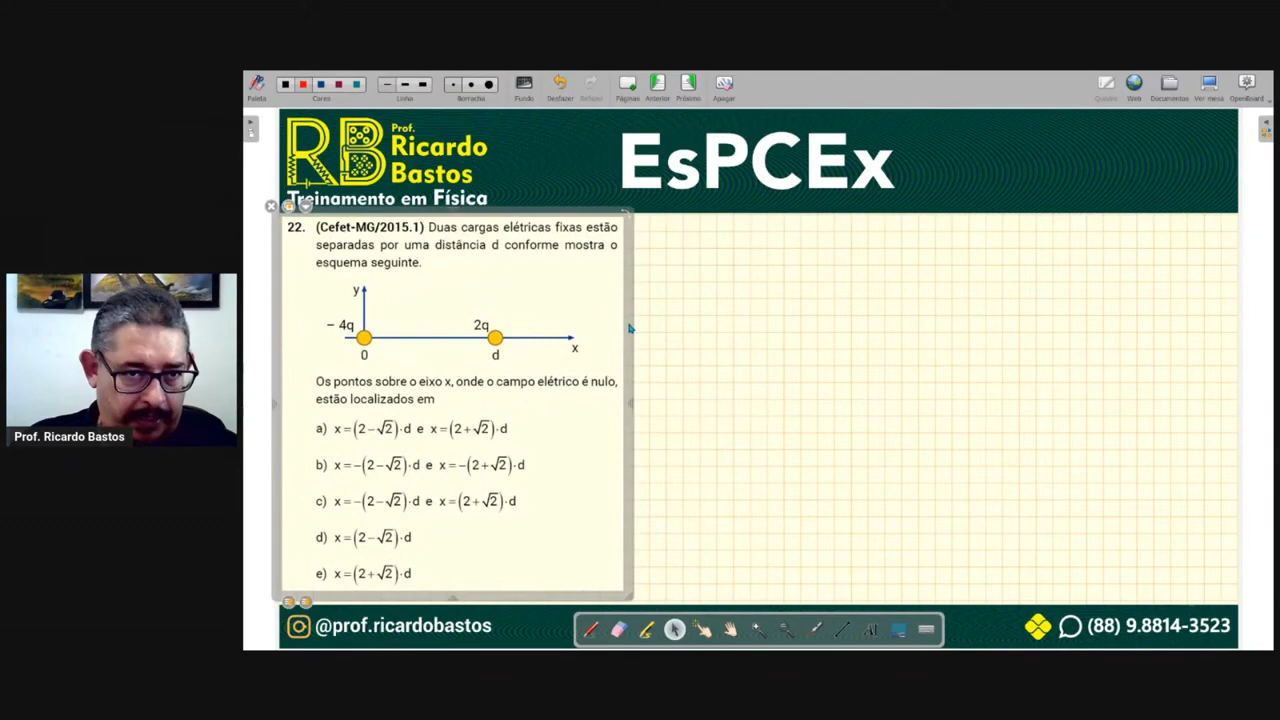 Paleta
Cores
Linha
Borracha
Fundo
Desfazer
Refazer
Páginas
Anterior
Próximo
Apagar
Quadro
Web
Documentos
Ver mesa
OpenBoard
RB
Prof.
Ricardo
Bastos
Treinamento em Física
EsPCEx
22. (Cefet-MG/2015.1) Duas cargas elétricas fixas estão
separadas por uma distância d conforme mostra o
esquema seguinte.
y
– 4q
2q
0
d
x
Os pontos sobre o eixo x, onde o campo elétrico é nulo,
estão localizados em
a) x=(2–√2)·d e x=(2+√2)·d
b) x=–(2–√2)·d e x=–(2+√2)·d
c) x=–(2–√2)·d e x=(2+√2)·d
d) x=(2–√2)·d
e) x=(2+√2)·d
Prof. Ricardo Bastos
@prof.ricardobastos
(88) 9.8814-3523